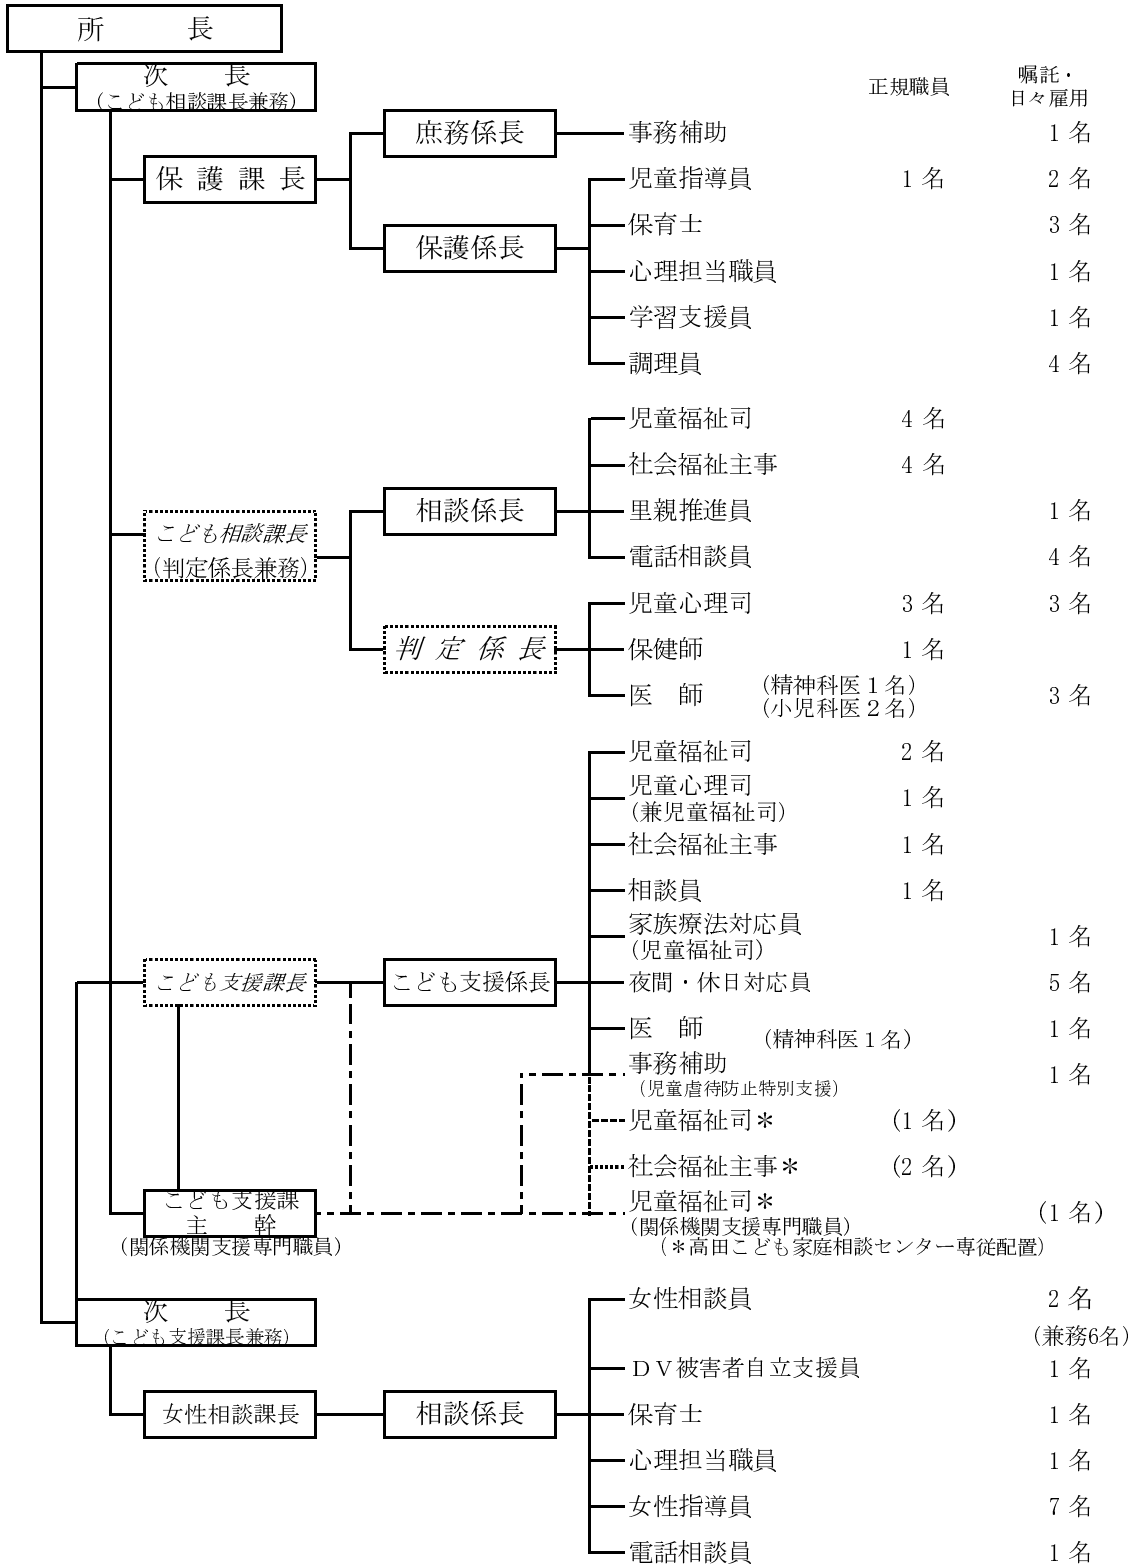 所　　　長
次　　長
(こども相談課長兼務)
正規職員
嘱託・
日々雇用
庶務係長
事務補助　1 名
保 護 課 長
児童指導員　1 名　2 名
保育士　3 名
保護係長
心理担当職員　1 名
学習支援員　1 名
調理員　4 名
児童福祉司　4 名
社会福祉主事　4 名
相談係長
里親推進員　1 名
こども相談課長
(判定係長兼務)
電話相談員　4 名
児童心理司　3 名　3 名
判 定 係 長
保健師　1 名
医　師　(精神科医１名)
(小児科医２名)　3 名
児童福祉司　2 名
児童心理司
(兼児童福祉司)　1 名
社会福祉主事　1 名
相談員　1 名
家族療法対応員
(児童福祉司)　1 名
こども支援課長
こども支援係長
夜間・休日対応員　5 名
医　師　(精神科医１名)　1 名
事務補助
(児童虐待防止特別支援)　1 名
児童福祉司＊　(1 名)
社会福祉主事＊　(2 名)
こども支援課
主　　幹
(関係機関支援専門職員)
児童福祉司＊
(関係機関支援専門職員)　(1 名)
(＊高田こども家庭相談センター専従配置)
次　　長
(こども支援課長兼務)
女性相談員　2 名
(兼務6名)
ＤＶ被害者自立支援員　1 名
女性相談課長
相談係長
保育士　1 名
心理担当職員　1 名
女性指導員　7 名
電話相談員　1 名